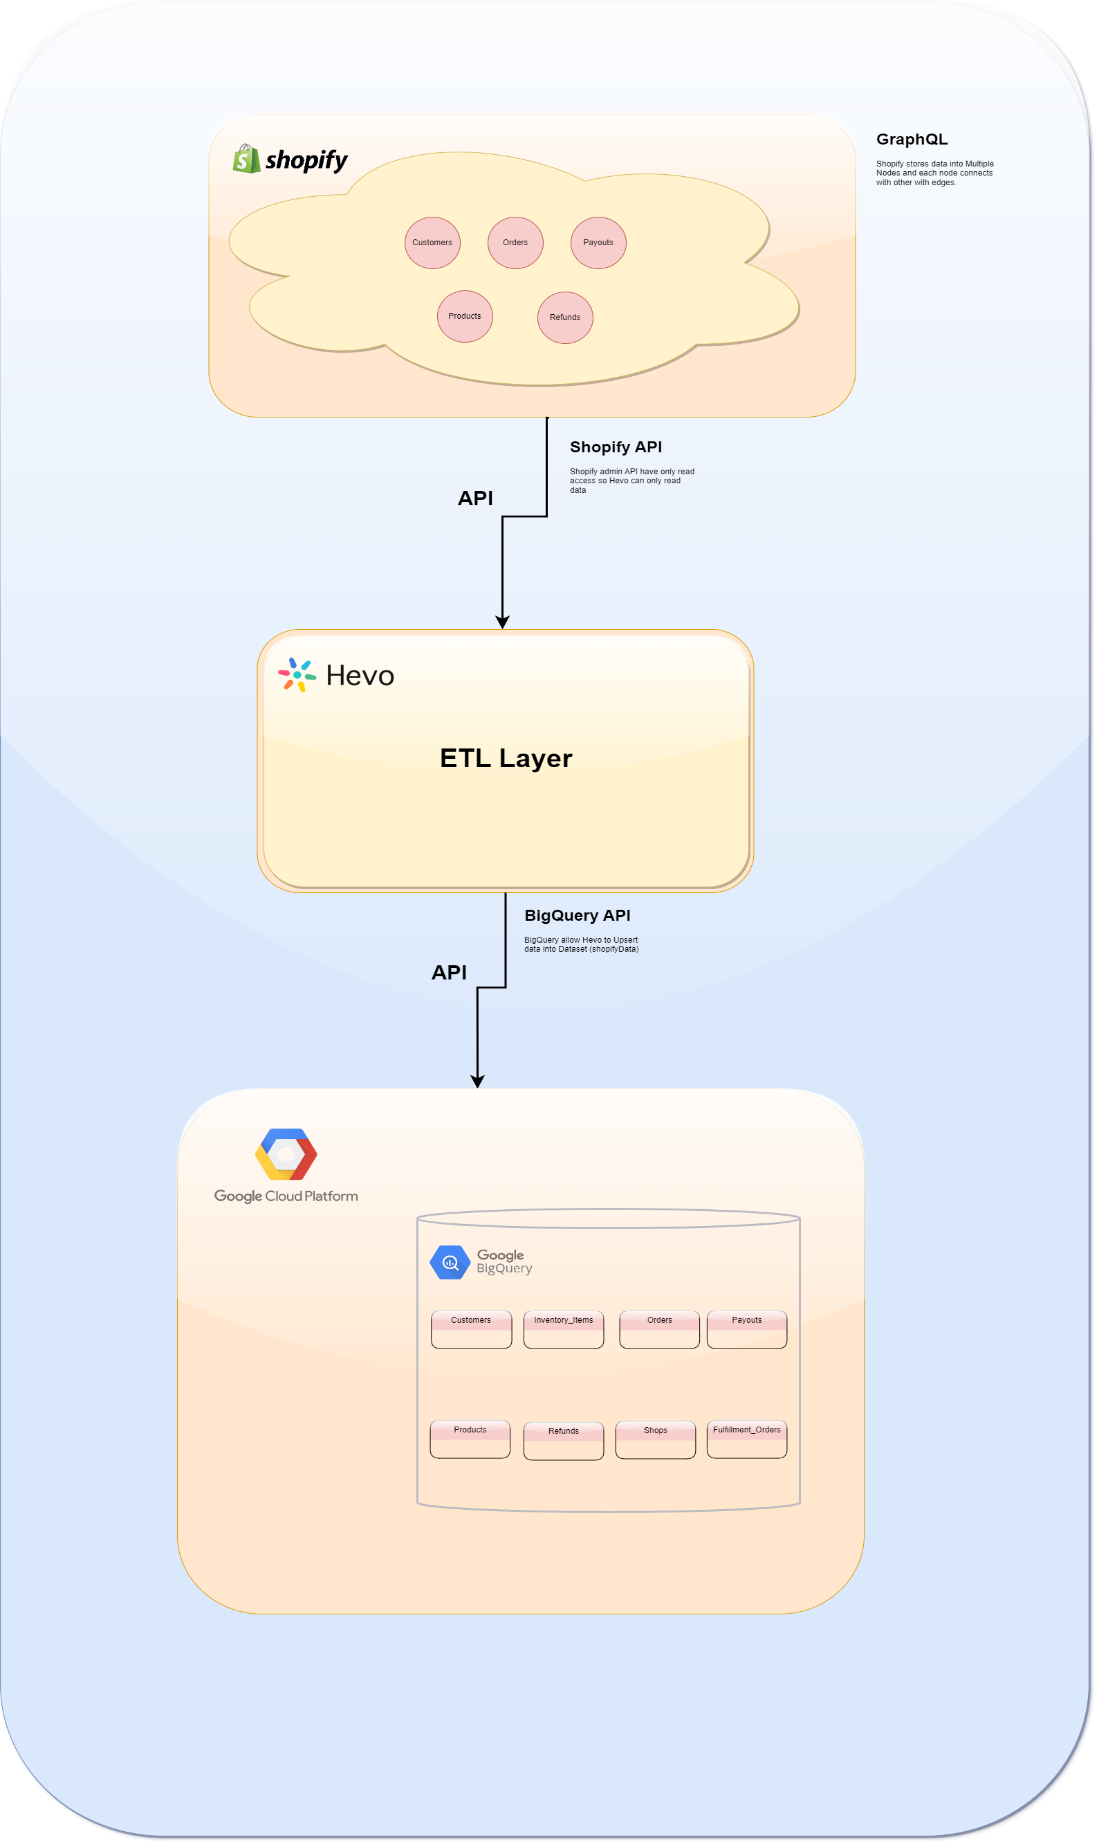 shopify
GraphQL
Shopify stores data into Multiple
Nodes and each node connects
with other with edges.
Customers
Orders
Payouts
Products
Refunds
Shopify API
Shopify admin API have only read
access so Hevo can only read
data
API
Hevo
ETL Layer
BigQuery API
BigQuery allow Hevo to Upsert
data into Dataset (shopifyData)
API
Google Cloud Platform
Google
BigQuery
Customers
Inventory_Items
Orders
Payouts
Products
Refunds
Shops
Fulfillment_Orders